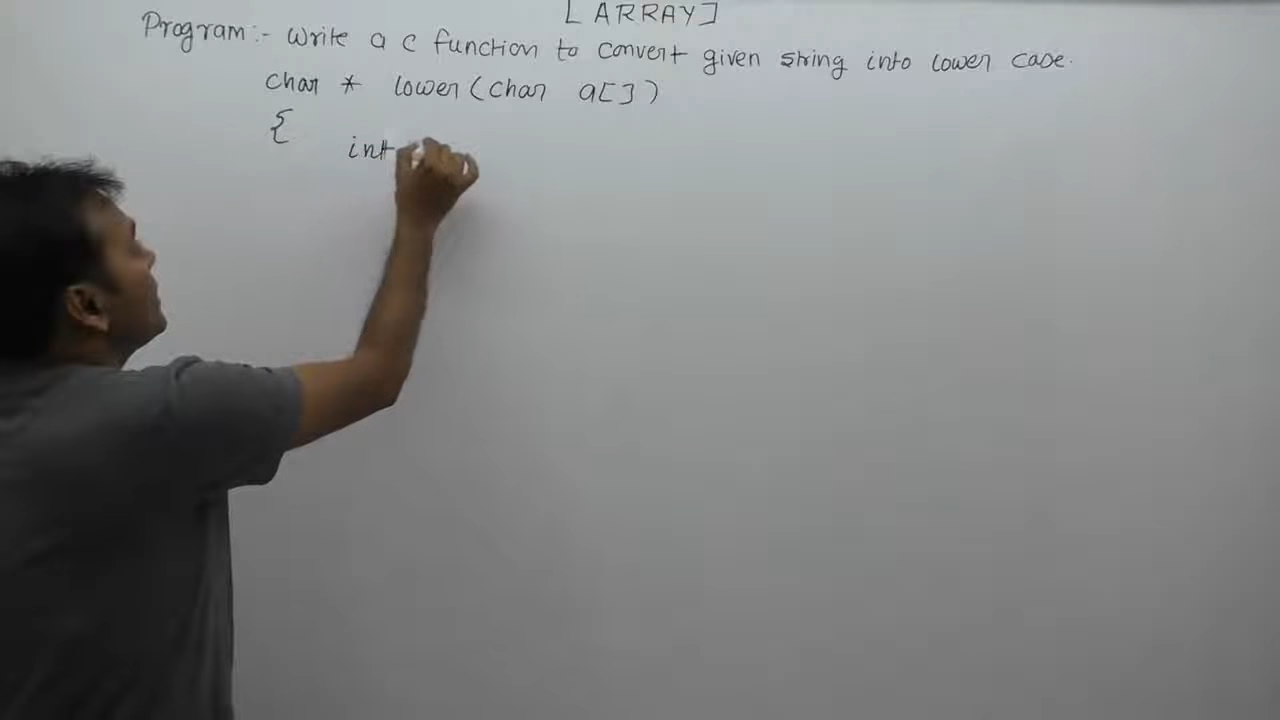 [ARRAY]
Program:- Write a C function to convert given string into lower case.
char * lower(char a[])
{
int